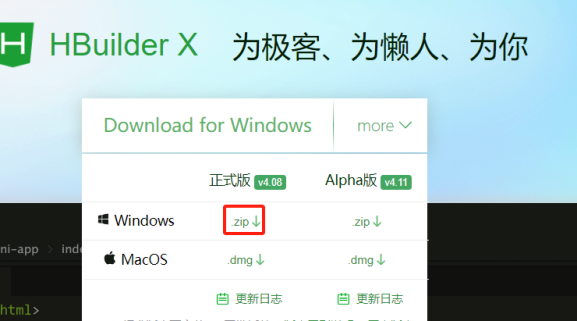 H HBuilder X 为极客、为懒人、为你
Download for Windows more
正式版 v4.08 Alpha版 v4.11
Windows .zip .zip
MacOS .dmg .dmg
更新日志 更新日志
ni-app > inde
html>